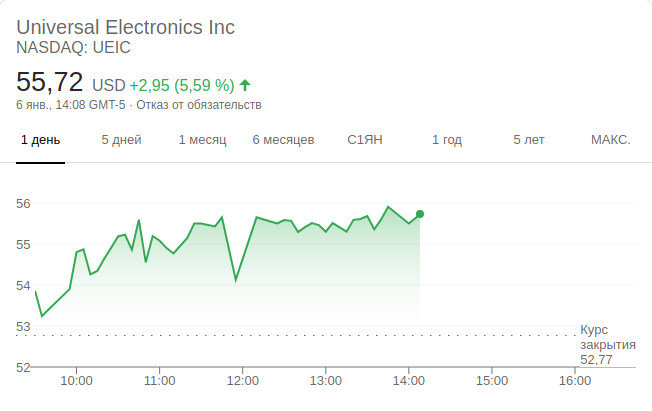 Universal Electronics Inc
NASDAQ: UEIC
55,72 USD +2,95 (5,59 %)
6 янв., 14:08 GMT-5 · Отказ от обязательств
1 день 5 дней 1 месяц 6 месяцев С1ЯН 1 год 5 лет МАКС.
56
55
54
53
Курс
закрытия
52,77
52
10:00 11:00 12:00 13:00 14:00 15:00 16:00